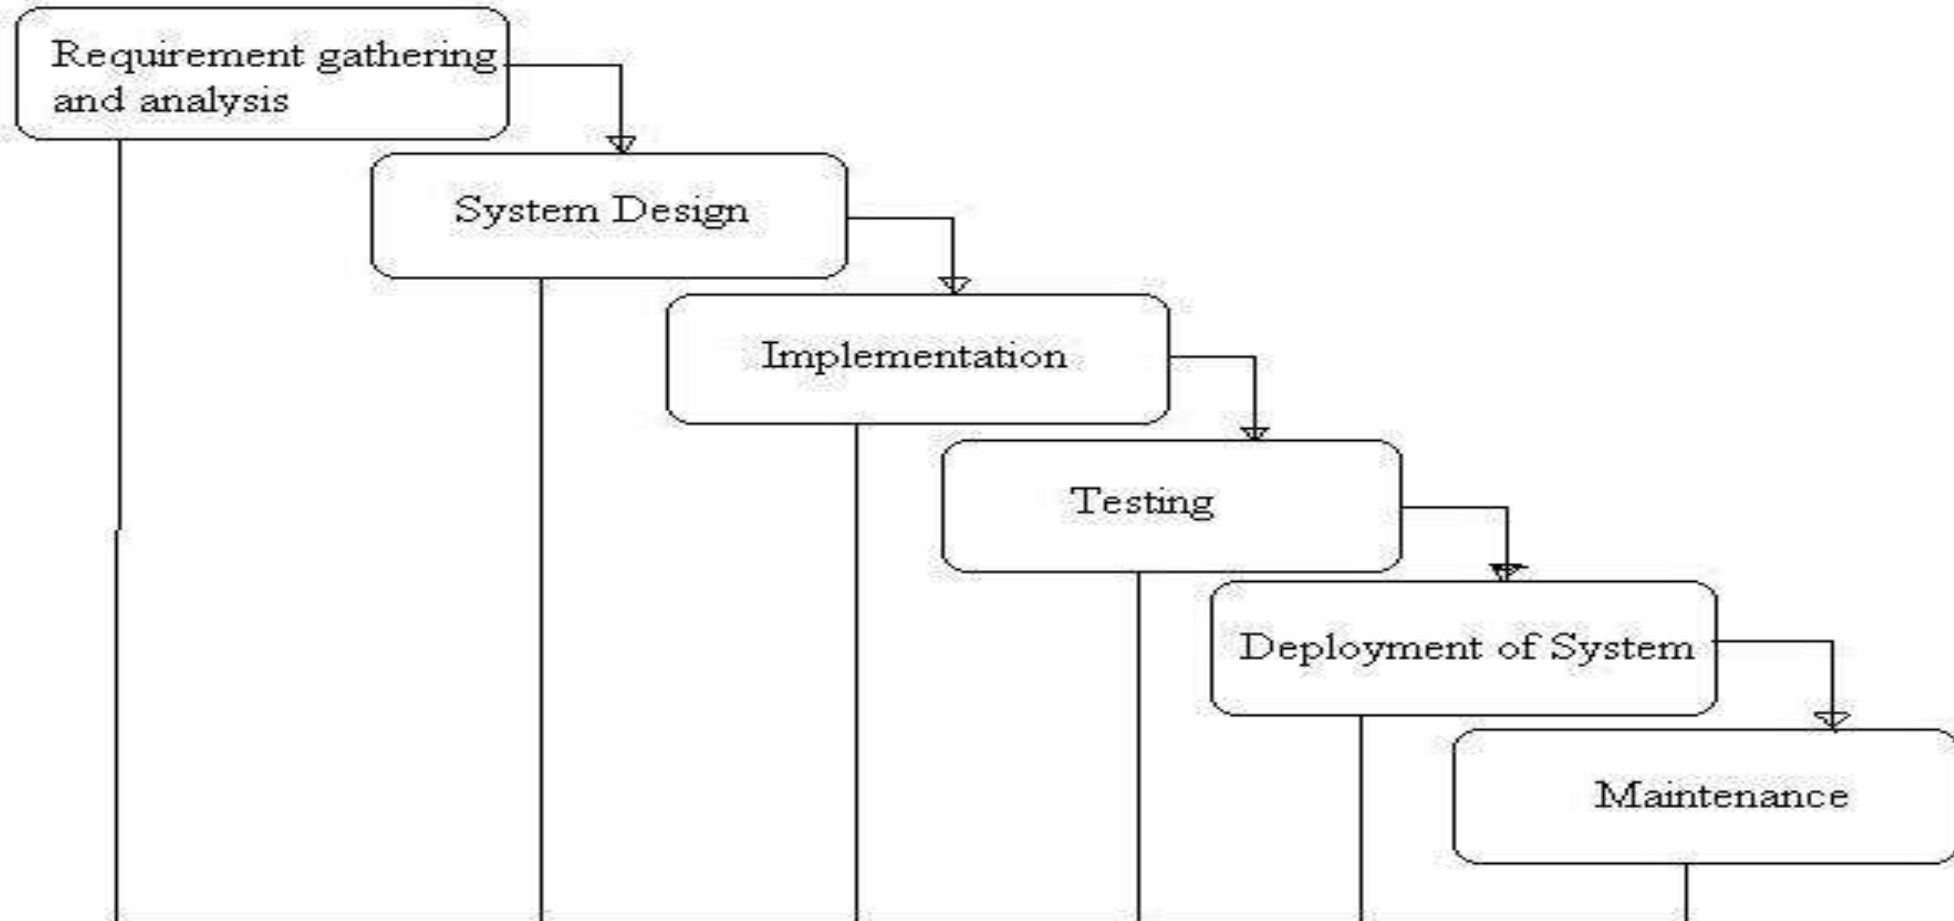 Requirement gathering
and analysis
System Design
Implementation
Testing
Deployment of System
Maintenance